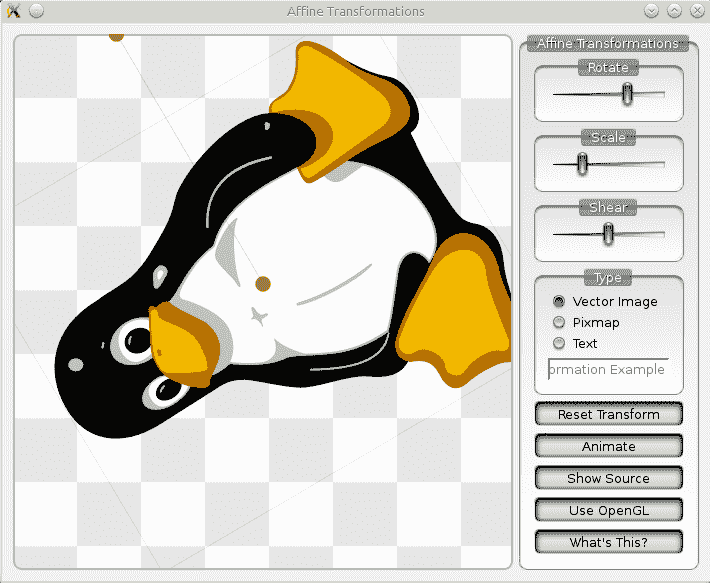 Affine Transformations
Affine Transformations
Rotate
Scale
Shear
Type
Vector Image
Pixmap
Text
ormation Example
Reset Transform
Animate
Show Source
Use OpenGL
What's This?